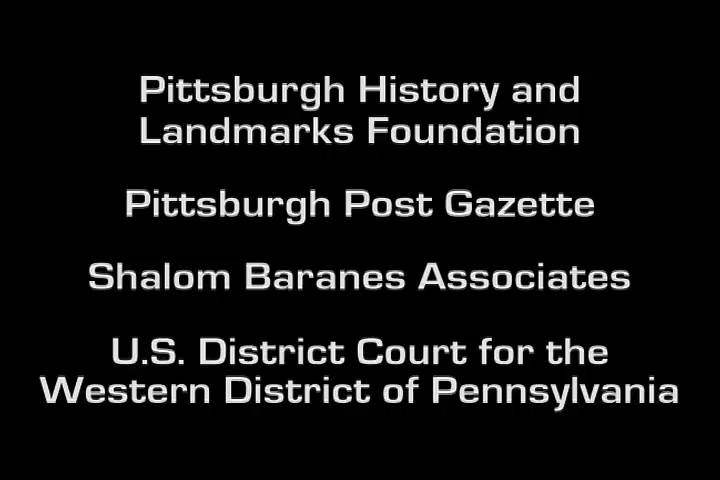 Pittsburgh History and
Landmarks Foundation
Pittsburgh Post Gazette
Shalom Baranes Associates
U.S. District Court for the
Western District of Pennsylvania